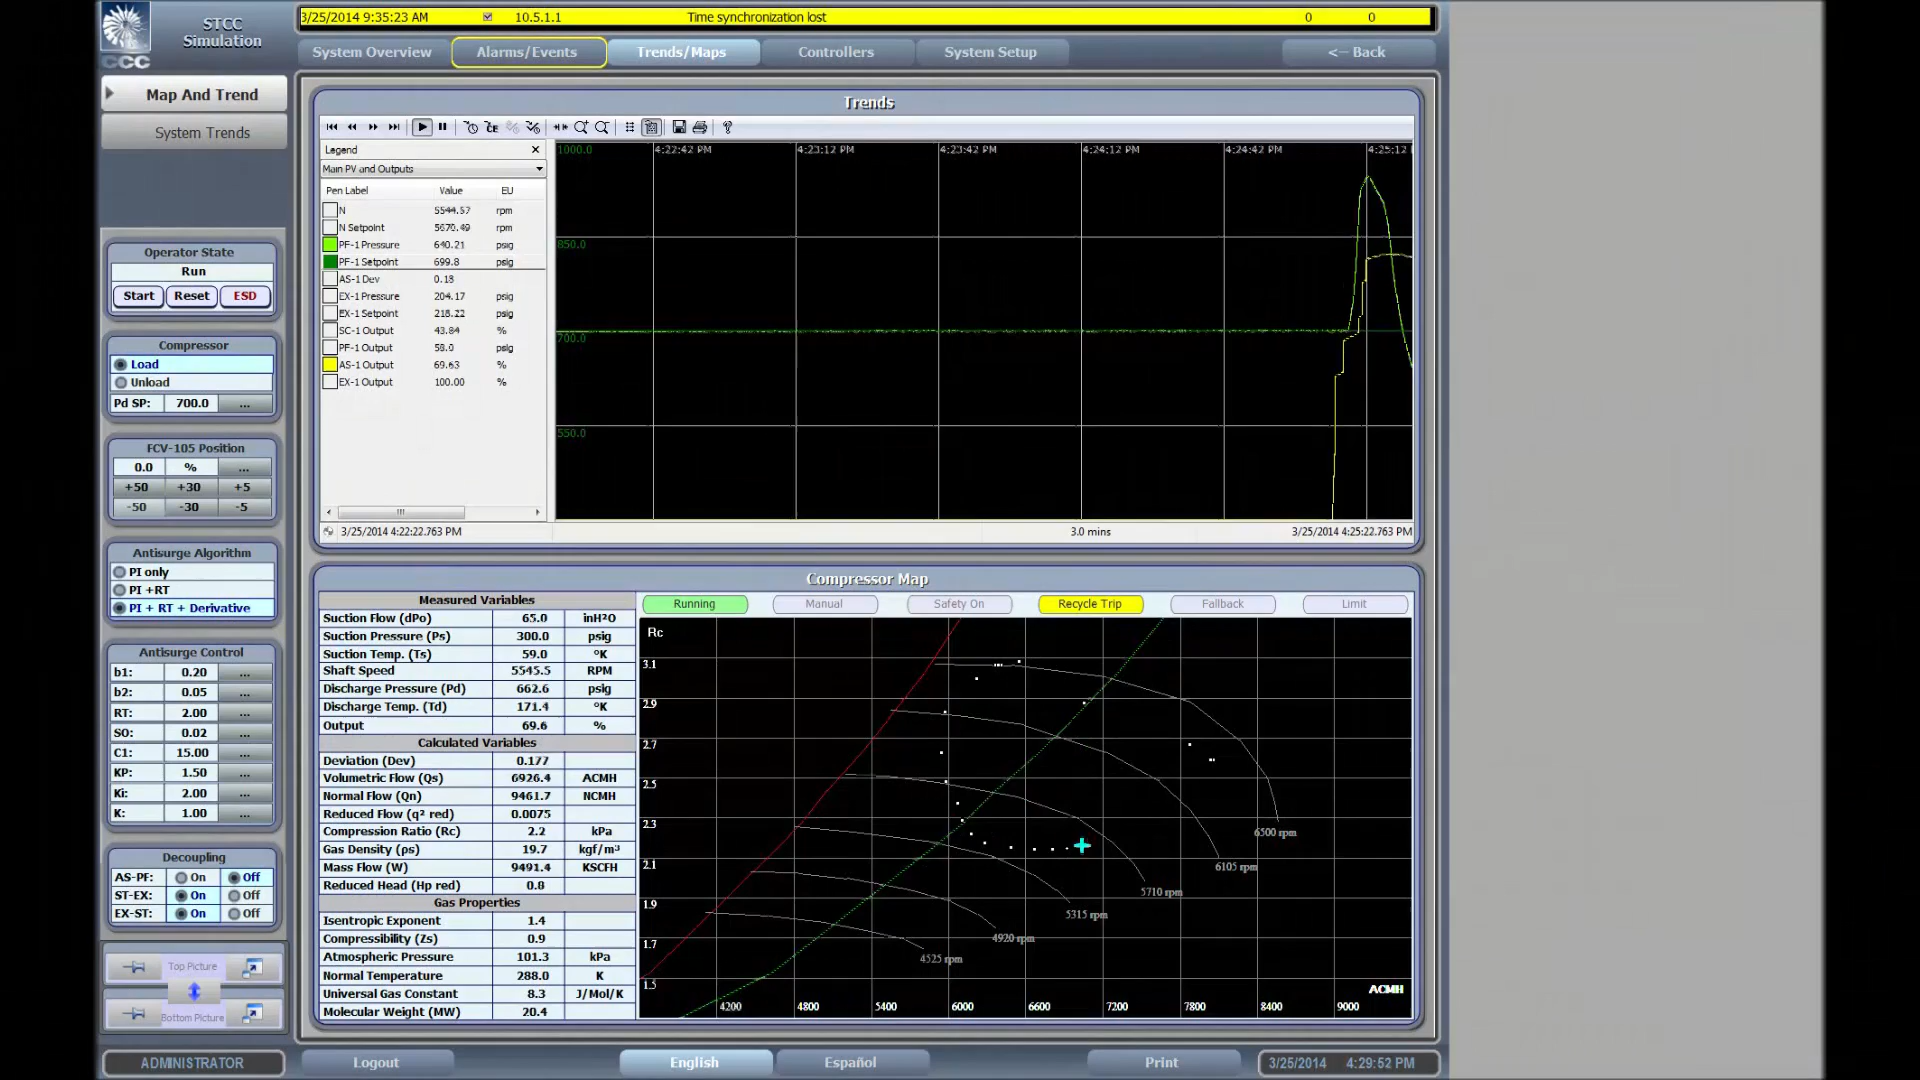 3/25/2014 9:35:23 AM 10.5.1.1 Time synchronization lost 0 0
CCC
STCC
Simulation
System Overview Alarms/Events Trends/Maps Controllers System Setup <-- Back
Map And Trend
System Trends
Operator State
Run
Start Reset ESD
Compressor
Load
Unload
Pd SP: 700.0 ...
FCV-105 Position
0.0 % ...
+50 +30 +5
-50 -30 -5
Antisurge Algorithm
PI only
PI +RT
PI + RT + Derivative
Antisurge Control
b1: 0.20 ...
b2: 0.05 ...
RT: 2.00 ...
SO: 0.02 ...
C1: 15.00 ...
KP: 1.50 ...
Ki: 2.00 ...
K: 1.00 ...
Decoupling
AS-PF: On Off
ST-EX: On Off
EX-ST: On Off
Top Picture
Bottom Picture
Trends
Legend
Main PV and Outputs
Pen Label Value EU
N 5544.57 rpm
N Setpoint 5670.49 rpm
PF-1 Pressure 640.21 psig
PF-1 Setpoint 699.8 psig
AS-1 Dev 0.18
EX-1 Pressure 204.17 psig
EX-1 Setpoint 218.22 psig
SC-1 Output 43.84 %
PF-1 Output 58.0 psig
AS-1 Output 69.63 %
EX-1 Output 100.00 %
1000.0 4:22:42 PM 4:23:12 PM 4:23:42 PM 4:24:12 PM 4:24:42 PM 4:25:12
850.0
700.0
550.0
3/25/2014 4:22:22.763 PM 3.0 mins 3/25/2014 4:25:22.763 PM
Compressor Map
Measured Variables
Suction Flow (dPo) 65.0 inH²O
Suction Pressure (Ps) 300.0 psig
Suction Temp. (Ts) 59.0 °K
Shaft Speed 5545.5 RPM
Discharge Pressure (Pd) 662.6 psig
Discharge Temp. (Td) 171.4 °K
Output 69.6 %
Calculated Variables
Deviation (Dev) 0.177
Volumetric Flow (Qs) 6926.4 ACMH
Normal Flow (Qn) 9461.7 NCMH
Reduced Flow (q² red) 0.0075
Compression Ratio (Rc) 2.2 kPa
Gas Density (ρs) 19.7 kgf/m³
Mass Flow (W) 9491.4 KSCFH
Reduced Head (Hp red) 0.8
Gas Properties
Isentropic Exponent 1.4
Compressibility (Zs) 0.9
Atmospheric Pressure 101.3 kPa
Normal Temperature 288.0 K
Universal Gas Constant 8.3 J/Mol/K
Molecular Weight (MW) 20.4
Running Manual Safety On Recycle Trip Fallback Limit
Rc
3.1
2.9
2.7
2.5
2.3
2.1
1.9
1.7
1.5
6500 rpm
6105 rpm
5710 rpm
5315 rpm
4920 rpm
4525 rpm
ACMH
4200 4800 5400 6000 6600 7200 7800 8400 9000
ADMINISTRATOR Logout English Español Print 3/25/2014 4:29:52 PM